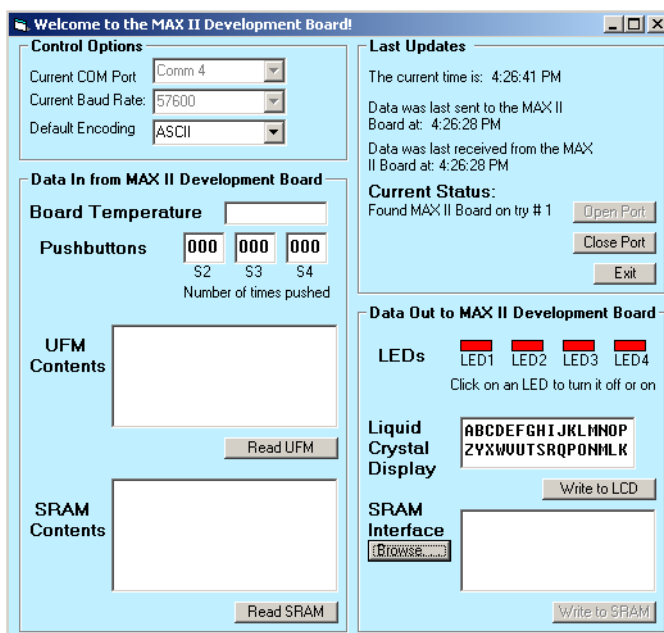 Welcome to the MAX II Development Board!
Control Options
Current COM Port Comm 4
Current Baud Rate: 57600
Default Encoding ASCII
Data In from MAX II Development Board
Board Temperature
Pushbuttons 000 000 000
S2 S3 S4
Number of times pushed
UFM
Contents
Read UFM
SRAM
Contents
Read SRAM
Last Updates
The current time is: 4:26:41 PM
Data was last sent to the MAX II
Board at: 4:26:28 PM
Data was last received from the MAX
II Board at: 4:26:28 PM
Current Status:
Found MAX II Board on try # 1 Open Port
Close Port
Exit
Data Out to MAX II Development Board
LEDs LED1 LED2 LED3 LED4
Click on an LED to turn it off or on
Liquid
Crystal
Display
ABCDEFGHIJKLMNOP
ZYXWVUTSRQPONMLK
Write to LCD
SRAM
Interface
Browse......
Write to SRAM